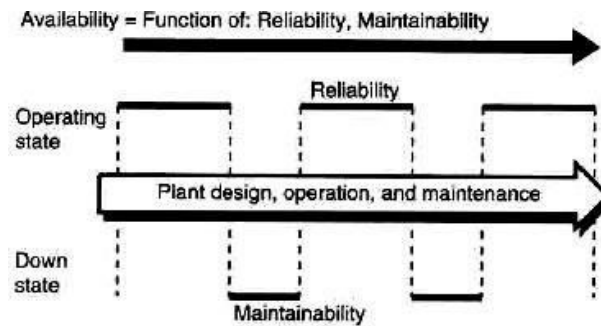 Availability = Function of: Reliability, Maintainability
Reliability
Operating
state
Plant design, operation, and maintenance
Down
state
Maintainability